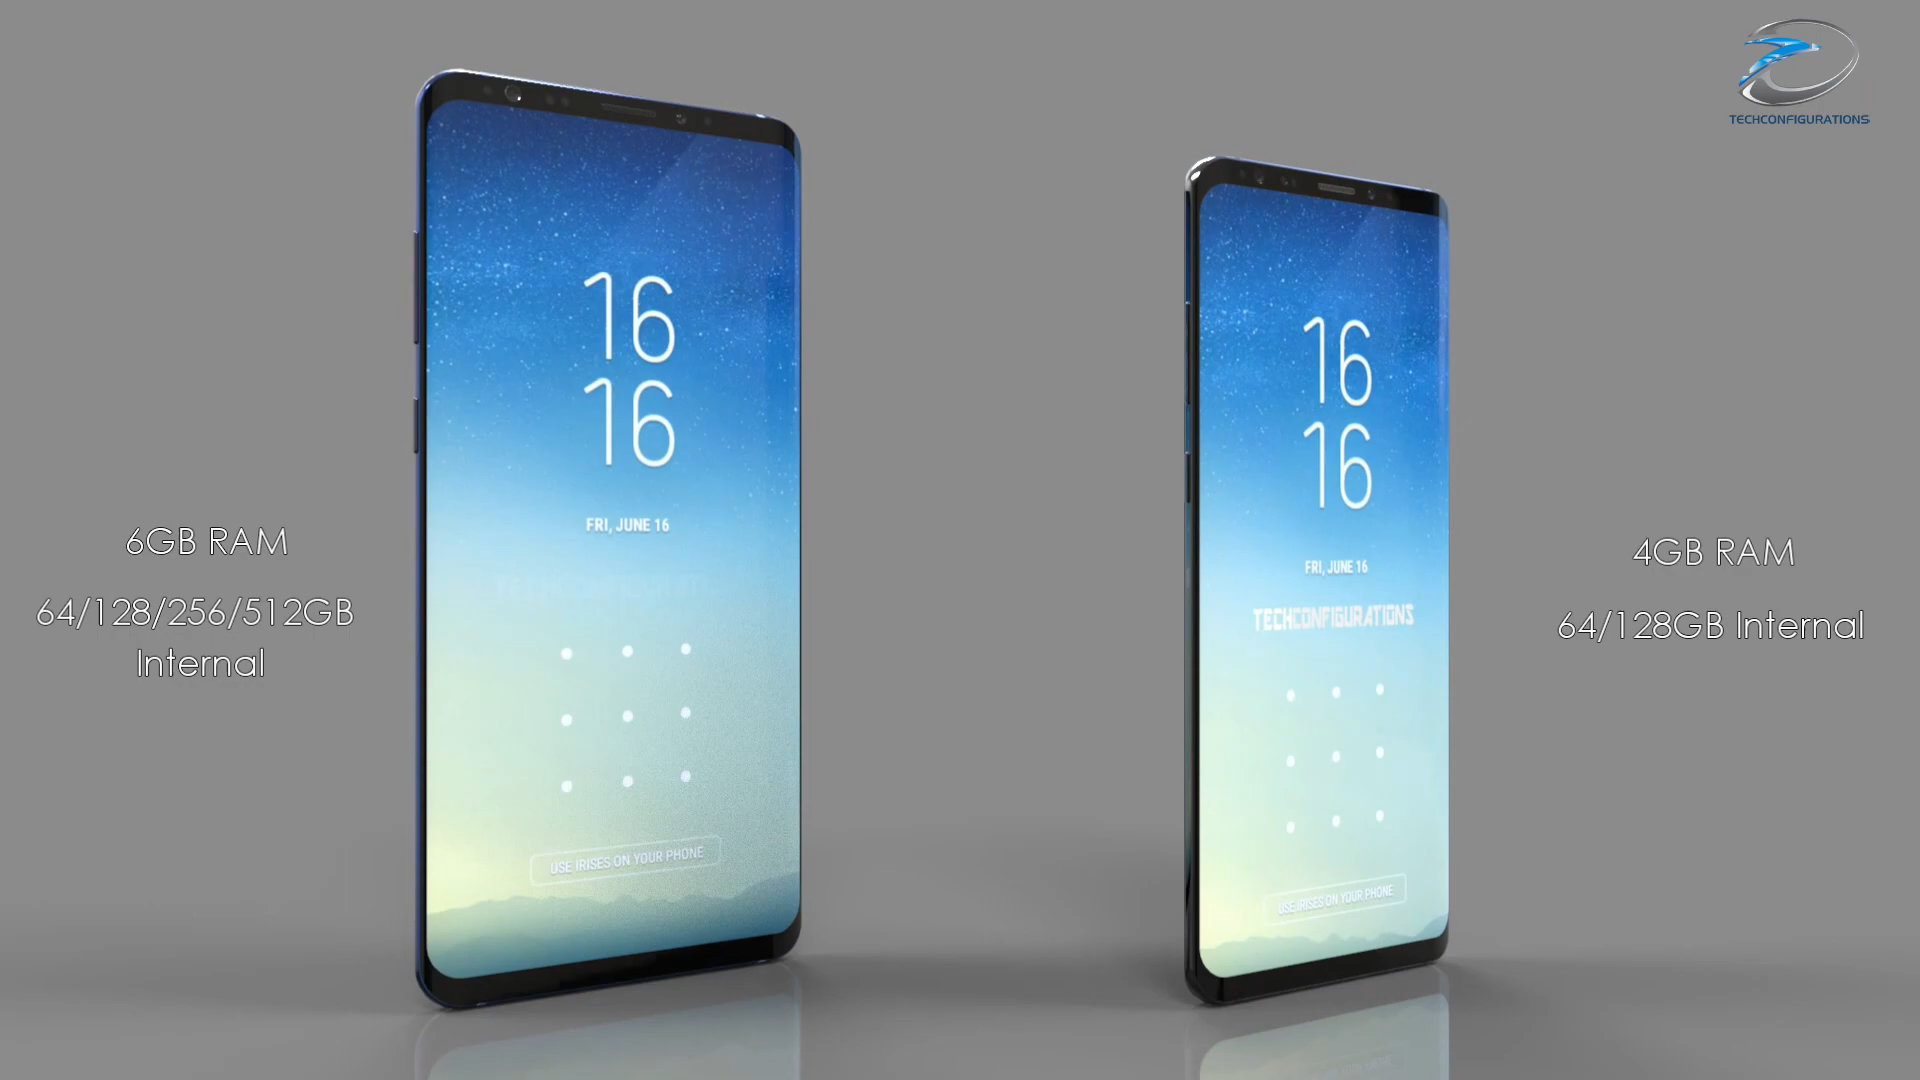 TECHCONFIGURATIONS
6GB RAM
64/128/256/512GB
Internal
16
16
FRI, JUNE 16
USE IRISES ON YOUR PHONE
16
16
FRI, JUNE 16
TECHCONFIGURATIONS
USE IRISES ON YOUR PHONE
4GB RAM
64/128GB Internal